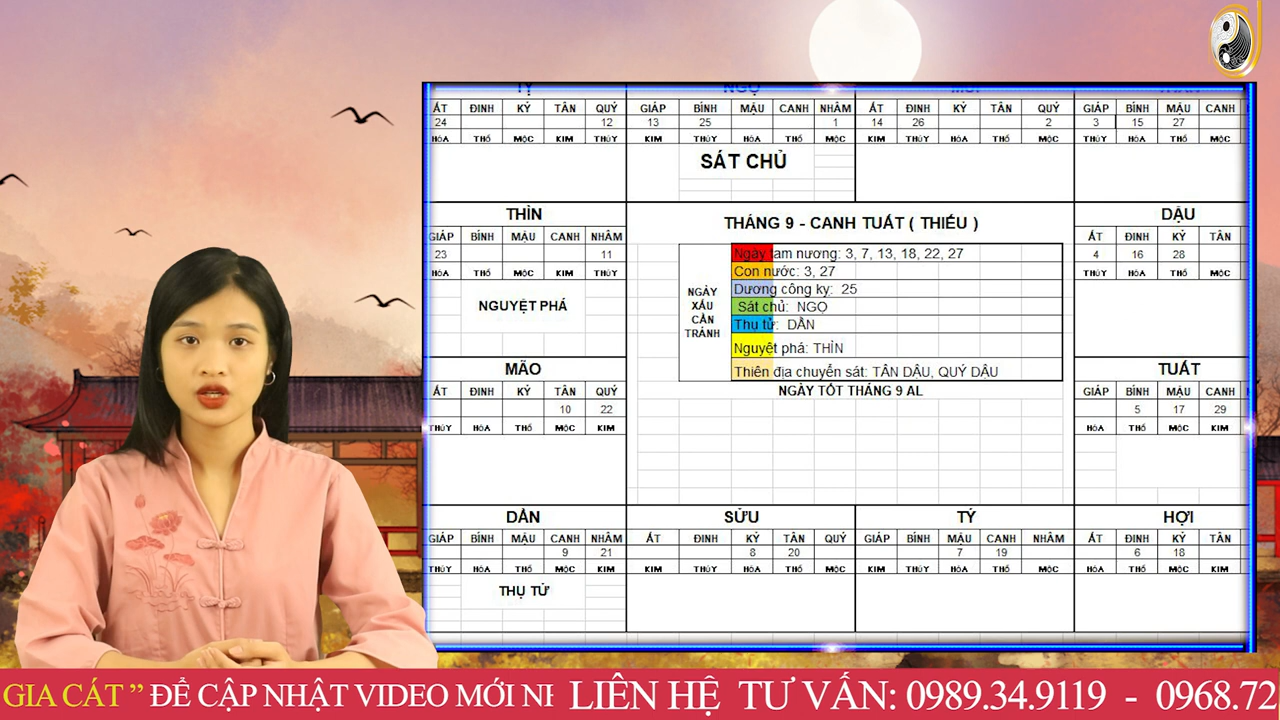 NGỌ
ẤT ĐINH KỶ TÂN QUÝ GIÁP BÍNH MẬU CANH NHÂM ẤT ĐINH KỶ TÂN QUÝ GIÁP BÍNH MẬU CANH
24 12 13 25 1 14 26 2 3 15 27
HỎA THỔ MỘC KIM THỦY KIM THỦY HỎA THỔ MỘC KIM THỦY HỎA THỔ MỘC THỦY HỎA THỔ MỘC
SÁT CHỦ
THÌN
GIÁP BÍNH MẬU CANH NHÂM
23 11
HỎA THỔ MỘC KIM THỦY
NGUYỆT PHÁ
THÁNG 9 - CANH TUẤT ( THIẾU )
NGÀY XẤU CẦN TRÁNH
Ngày tam nương: 3, 7, 13, 18, 22, 27
Con nước: 3, 27
Dương công kỵ: 25
Sát chủ: NGỌ
Thu tử: DẦN
Nguyệt phá: THÌN
Thiên địa chuyển sát: TÂN DẬU, QUÝ DẬU
NGÀY TỐT THÁNG 9 AL
DẬU
ẤT ĐINH KỶ TÂN
4 16 28
THỦY HỎA THỔ MỘC
MÃO
ẤT ĐINH KỶ TÂN QUÝ
10 22
THỦY HỎA THỔ MỘC KIM
TUẤT
GIÁP BÍNH MẬU CANH
5 17 29
HỎA THỔ MỘC KIM
DẦN
GIÁP BÍNH MẬU CANH NHÂM
9 21
THỦY HỎA THỔ MỘC KIM
THỤ TỬ
SỬU
ẤT ĐINH KỶ TÂN QUÝ
8 20
KIM THỦY HỎA THỔ MỘC
TÝ
GIÁP BÍNH MẬU CANH NHÂM
7 19
KIM THỦY HỎA THỔ MỘC
HỢI
ẤT ĐINH KỶ TÂN
6 18
HỎA THỔ MỘC KIM
GIA CÁT ” ĐỂ CẬP NHẬT VIDEO MỚI NH
LIÊN HỆ TƯ VẤN: 0989.34.9119 - 0968.72